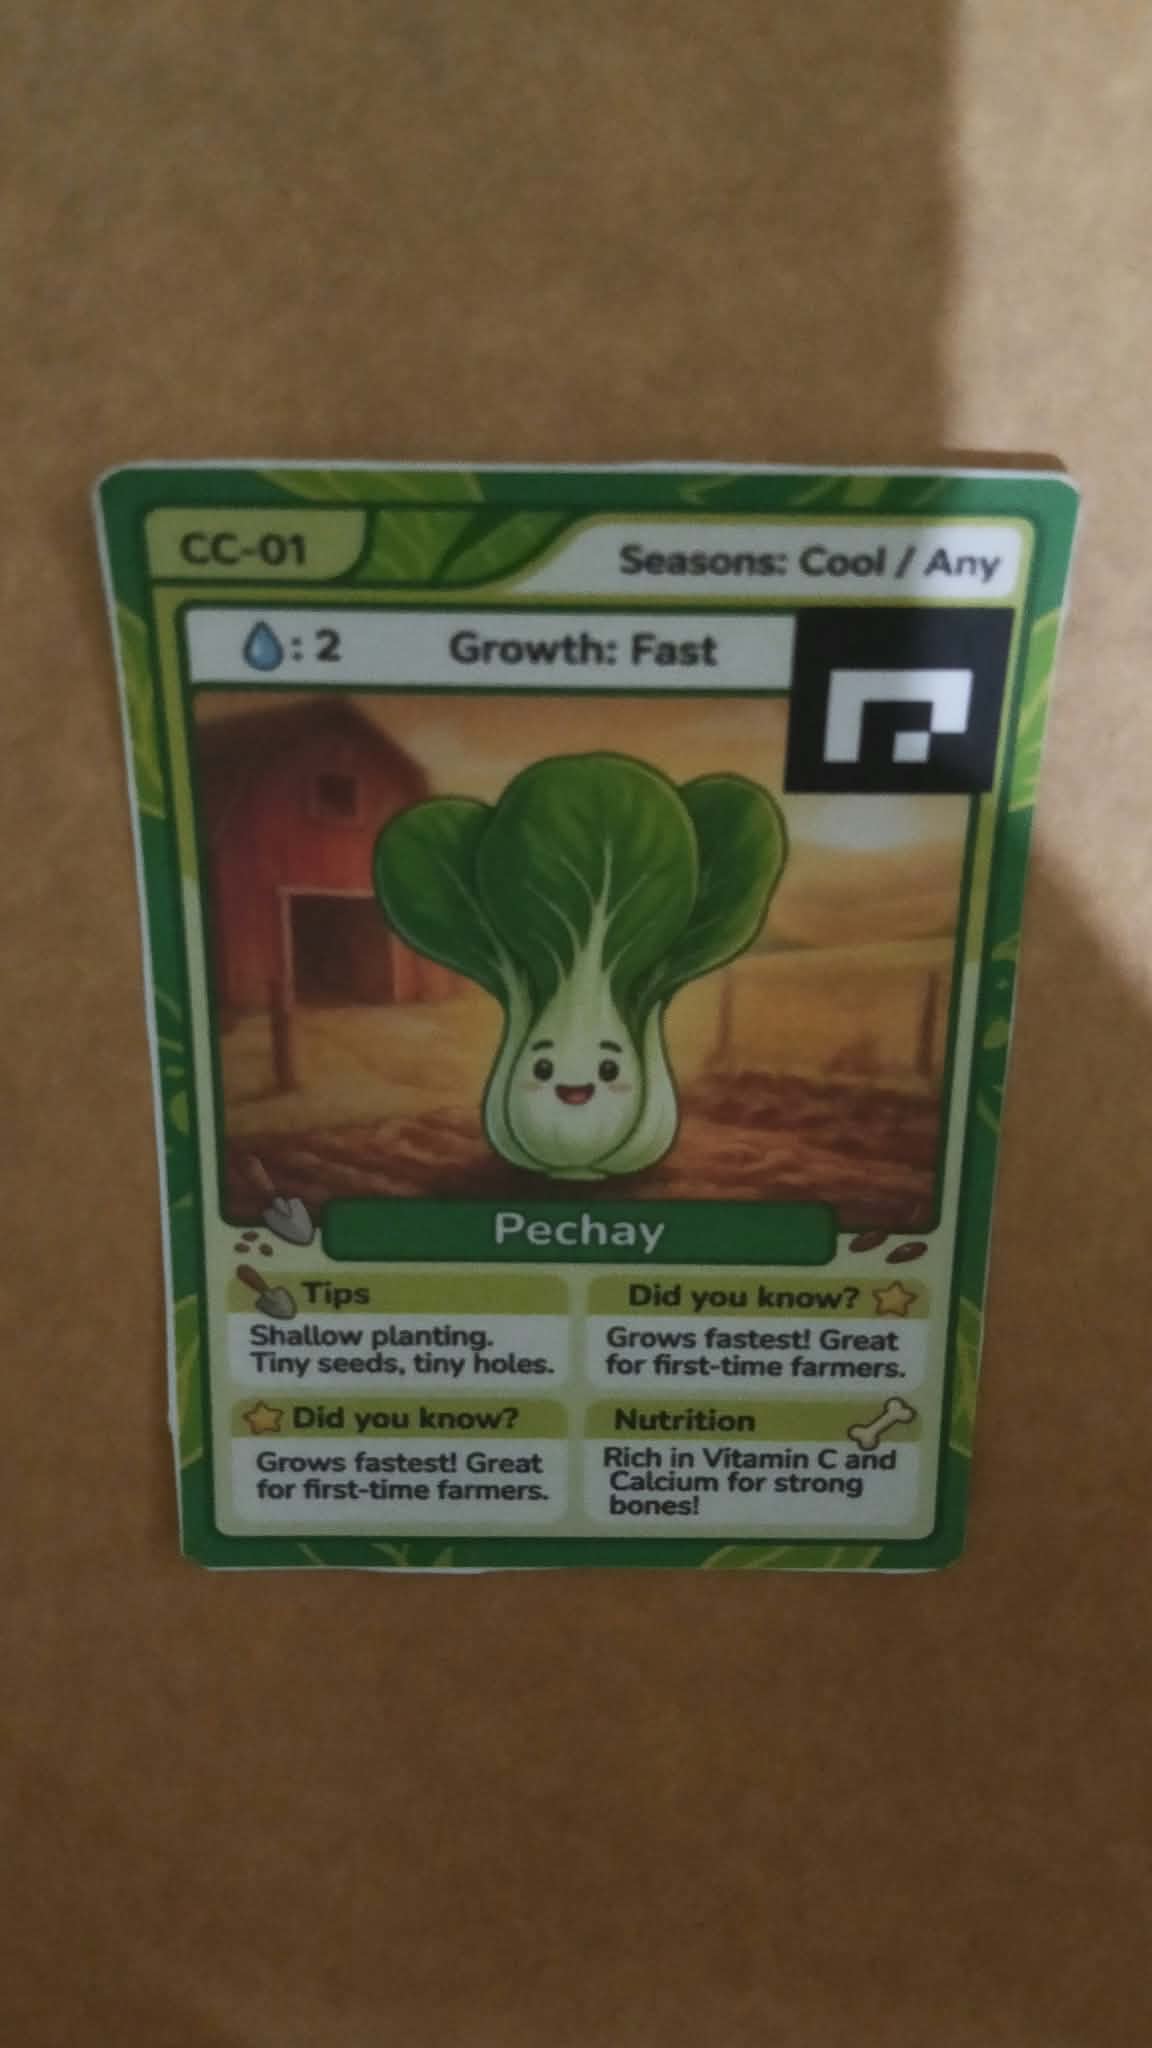 CC-01
Seasons: Cool / Any
: 2
Growth: Fast
Pechay
Tips
Shallow planting.
Tiny seeds, tiny holes.
Did you know?
Grows fastest! Great
for first-time farmers.
Did you know?
Grows fastest! Great
for first-time farmers.
Nutrition
Rich in Vitamin C and
Calcium for strong
bones!